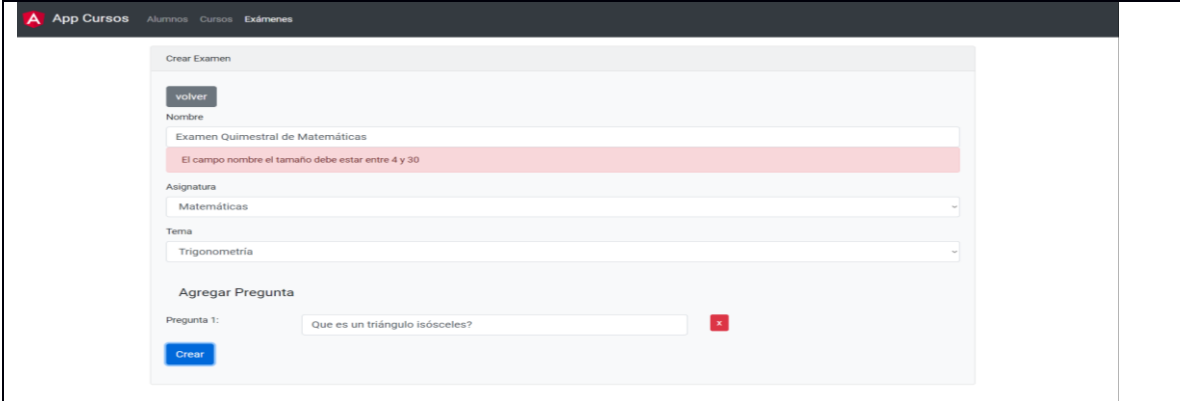 App Cursos Alumnos Cursos Exámenes
Crear Examen
volver
Nombre
Examen Quimestral de Matemáticas
El campo nombre el tamaño debe estar entre 4 y 30
Asignatura
Matemáticas
Tema
Trigonometría
Agregar Pregunta
Pregunta 1: Que es un triángulo isósceles? x
Crear